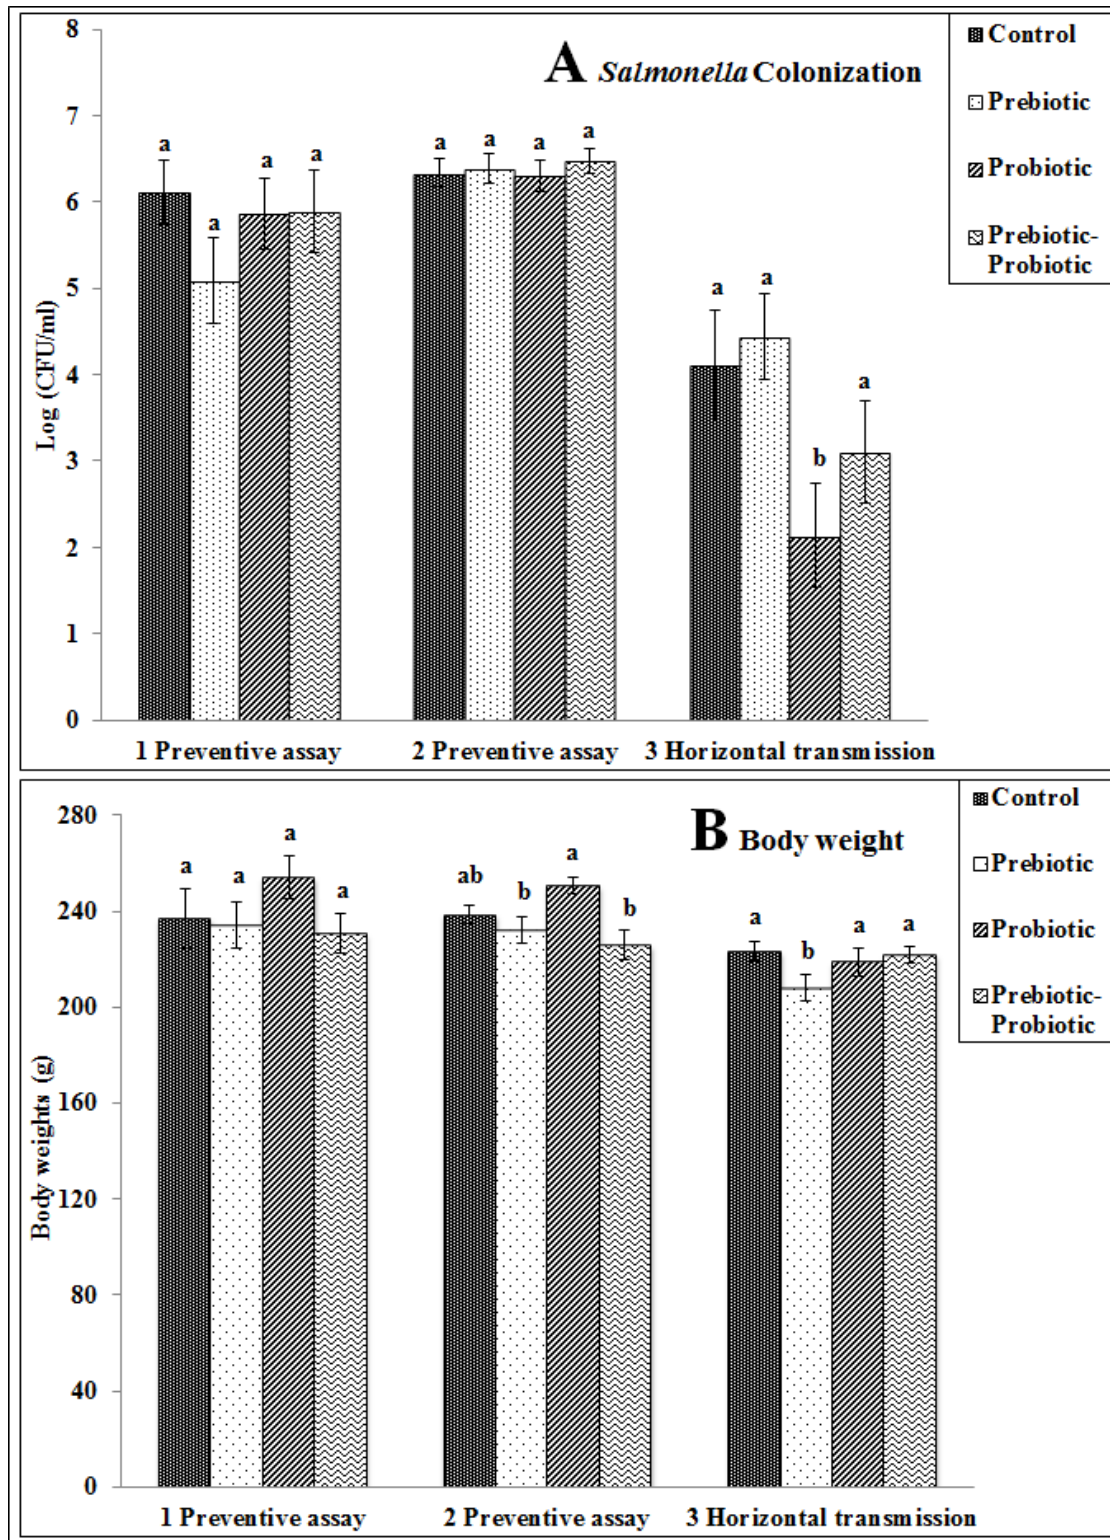 A Salmonella Colonization
Control
Prebiotic
Probiotic
Prebiotic-
Probiotic
Log (CFU/ml)
8
7
6
5
4
3
2
1
0
a
a
a
a
a
a
a
a
a
a
b
a
1 Preventive assay
2 Preventive assay
3 Horizontal transmission
B Body weight
Control
Prebiotic
Probiotic
Prebiotic-
Probiotic
Body weights (g)
280
240
200
160
120
80
40
0
a
a
a
a
ab
b
a
b
a
b
a
a
1 Preventive assay
2 Preventive assay
3 Horizontal transmission